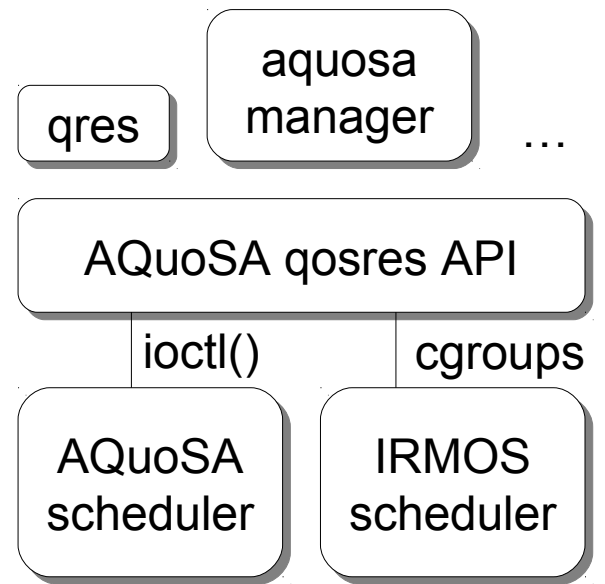 aquosa
manager
qres
…
AQuoSA qosres API
ioctl()
cgroups
AQuoSA
scheduler
IRMOS
scheduler